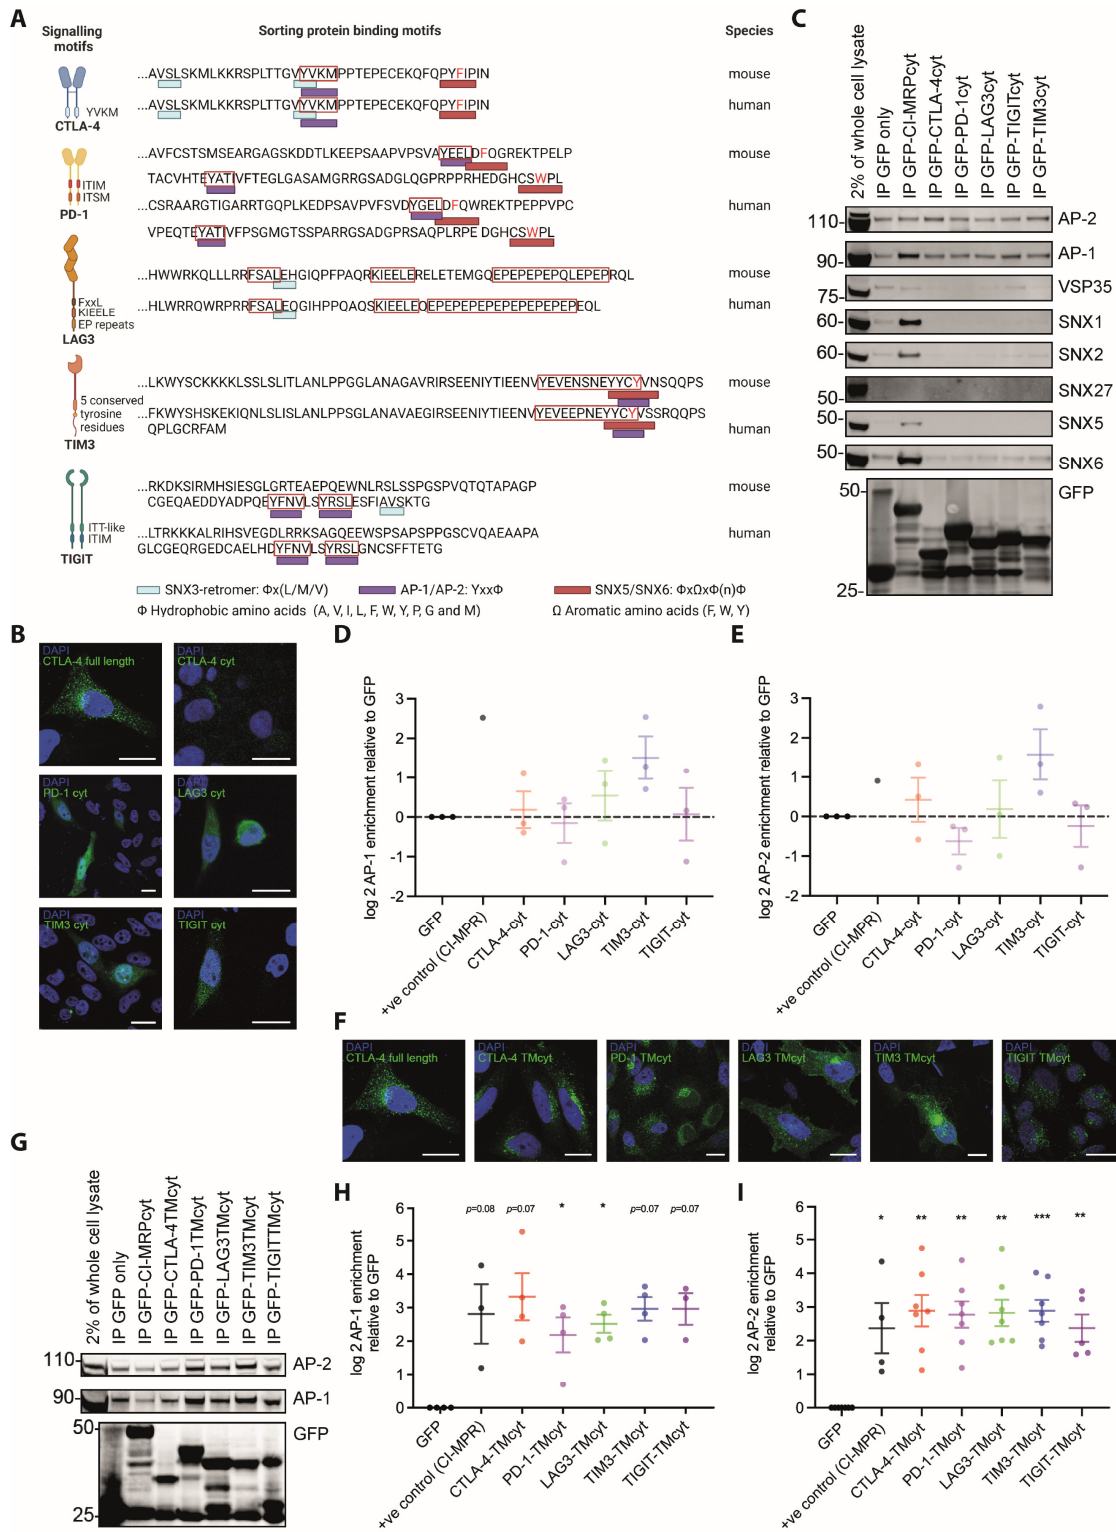 A
Signalling motifs
Sorting protein binding motifs
Species
YVKM
CTLA-4
...AVSLSKMLKKRSPLTTGVYVKMPPTEPECEKQFQPYFIPIN
mouse
...AVSLSKMLKKRSPLTTGVYVKMPPTEPECEKQFQPYFIPIN
human
ITIM
ITSM
PD-1
...AVFCSTSMSEARGAGSKDDTLKEEPSAAPVPSVAYEELDFQGREKTPELP
mouse
TACVHTEYATIVFTEGLGASAMGRRGSADGLQGPRPPRHEDGHCSWPL
...CSRAARGTIGARRTGQPLKEDPSAVPVFSVDYGELDFQWREKTPEPPVPC
human
VPEQTEYATIVFPSGMGTSSPARRGSADGPRSAQPLRPE DGHCSWPL
FxxL
KIEELE
EP repeats
LAG3
...HWWRKQLLLRRFSALEHGIQPFPAQRKIEELERELETEMGQEPEPEPEPQLEPEPRQL
mouse
...HLWRRQWRPRRFSALEQGIHPPQAQSKIEELEQEPEPEPEPEPEPEPEPEQL
human
5 conserved
tyrosine
residues
TIM3
...LKWYSCKKKKLSSLSLITLANLPPGGLANAGAVRIRSEENIYTIEENVYEVENSNEYYCYVNSQQPS
mouse
...FKWYSHSKEKIQNLSLISLANLPPSGLANAVAEGIRSEENIYTIEENVYEVEEPNEYYCYVSSRQQPS
QPLGCRFAM
human
ITT-like
ITIM
TIGIT
...RKDKSIRMHSIESGLGRTEAEPQEWNLRSLSSPGSPVQTQTAPAGP
mouse
CGEQAEDDYADPQEYFNVLSYRSLESFIAVSKTG
...LTRKKKALRIHSVEGDLRRKSAGQEEWSPSAPSPPGSCVQAEAAPA
human
GLCGEQRGEDCAELHDYFNVLSYRSLGNCSFFTETG
SNX3-retromer: Φx(L/M/V)
AP-1/AP-2: YxxΦ
SNX5/SNX6: ΦxΩxΦ(n)Φ
Φ Hydrophobic amino acids (A, V, I, L, F, W, Y, P, G and M)
Ω Aromatic amino acids (F, W, Y)
C
2% of whole cell lysate
IP GFP only
IP GFP-CI-MRPcyt
IP GFP-CTLA-4cyt
IP GFP-PD-1cyt
IP GFP-LAG3cyt
IP GFP-TIGITcyt
IP GFP-TIM3cyt
110-
AP-2
90-
AP-1
75-
VSP35
60-
SNX1
60-
SNX2
50-
SNX27
50-
SNX5
50-
SNX6
50-
GFP
25-
B
DAPI
CTLA-4 full length
DAPI
CTLA-4 cyt
DAPI
PD-1 cyt
DAPI
LAG3 cyt
DAPI
TIM3 cyt
DAPI
TIGIT cyt
D
log 2 AP-1 enrichment relative to GFP
3
2
1
0
-1
-2
GFP
+ve control (CI-MPR)
CTLA-4-cyt
PD-1-cyt
LAG3-cyt
TIM3-cyt
TIGIT-cyt
E
log 2 AP-2 enrichment relative to GFP
3
2
1
0
-1
-2
GFP
+ve control (CI-MPR)
CTLA-4-cyt
PD-1-cyt
LAG3-cyt
TIM3-cyt
TIGIT-cyt
F
DAPI
CTLA-4 full length
DAPI
CTLA-4 TMcyt
DAPI
PD-1 TMcyt
DAPI
LAG3 TMcyt
DAPI
TIM3 TMcyt
DAPI
TIGIT TMcyt
G
2% of whole cell lysate
IP GFP only
IP GFP-CI-MRPcyt
IP GFP-CTLA-4TMcyt
IP GFP-PD-1TMcyt
IP GFP-LAG3TMcyt
IP GFP-TIM3TMcyt
IP GFP-TIGITTMcyt
110-
AP-2
90-
AP-1
50-
GFP
25-
H
log 2 AP-1 enrichment
relative to GFP
6
5
4
3
2
1
0
p=0.08
p=0.07
*
*
p=0.07
p=0.07
GFP
+ve control (CI-MPR)
CTLA-4-TMcyt
PD-1-TMcyt
LAG3-TMcyt
TIM3-TMcyt
TIGIT-TMcyt
I
log 2 AP-2 enrichment
relative to GFP
6
5
4
3
2
1
0
*
**
**
**
***
**
GFP
+ve control (CI-MPR)
CTLA-4-TMcyt
PD-1-TMcyt
LAG3-TMcyt
TIM3-TMcyt
TIGIT-TMcyt